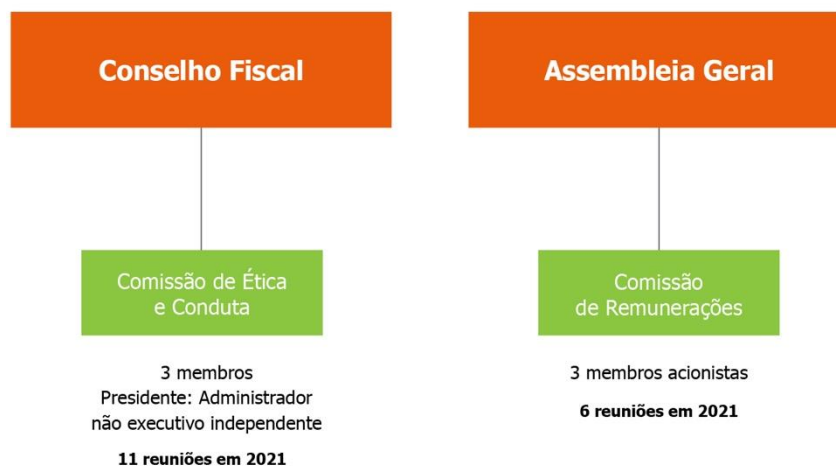 Conselho Fiscal
Comissão de Ética
e Conduta
3 membros
Presidente: Administrador
não executivo independente
11 reuniões em 2021
Assembleia Geral
Comissão
de Remunerações
3 membros acionistas
6 reuniões em 2021